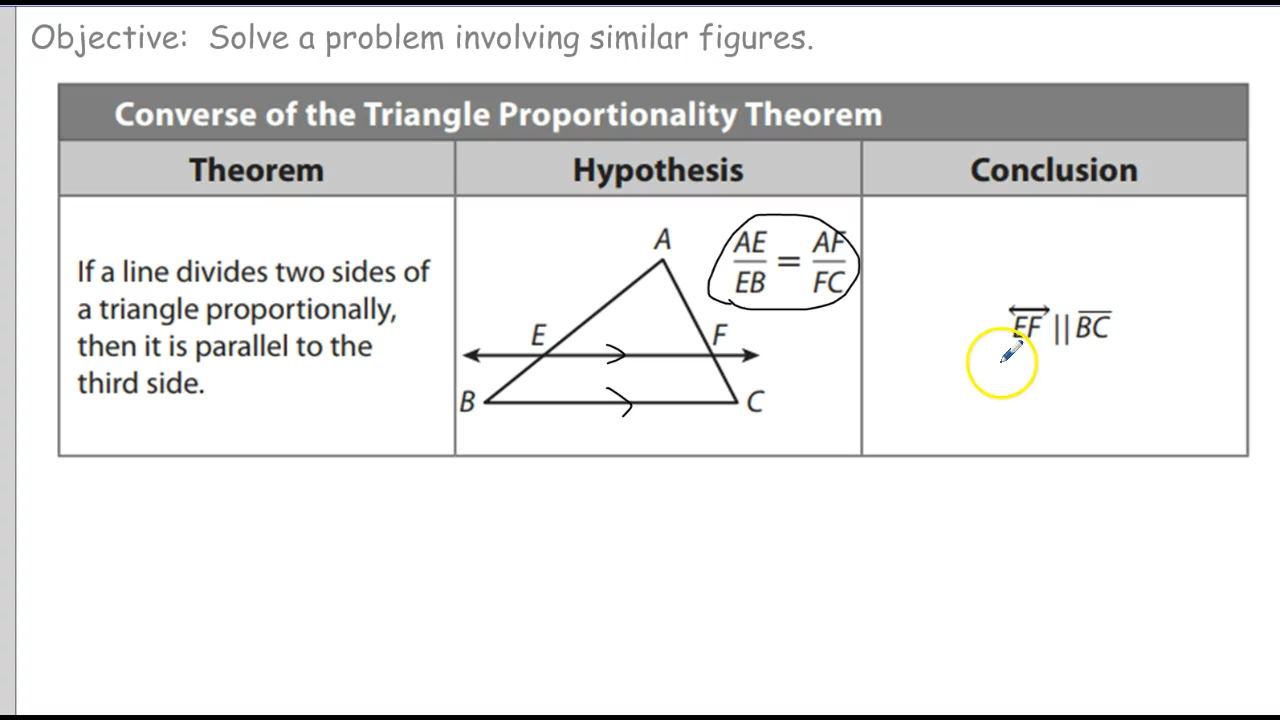 Objective: Solve a problem involving similar figures.
Converse of the Triangle Proportionality Theorem
Theorem
Hypothesis
Conclusion
If a line divides two sides of
a triangle proportionally,
then it is parallel to the
third side.
A
AE/EB = AF/FC
E
F
B
C
EF || BC